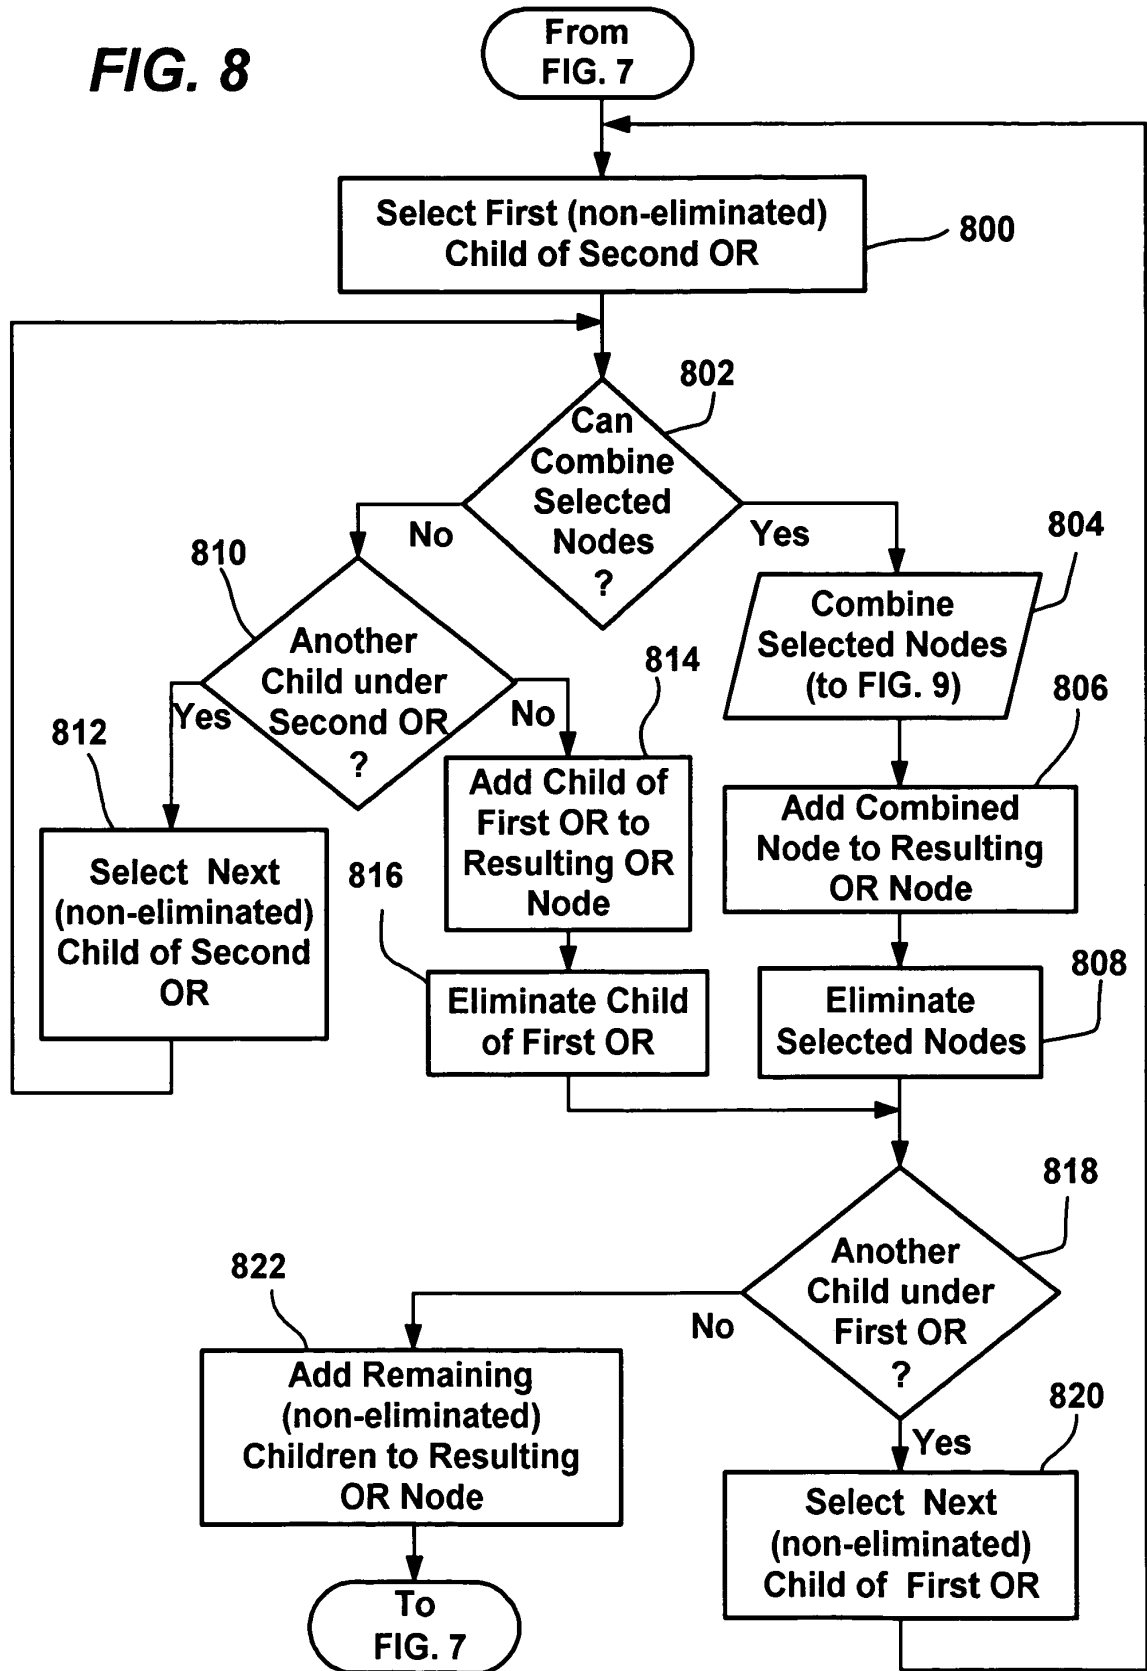 FIG. 8
From
FIG. 7
Select First (non-eliminated)
Child of Second OR
800
802
Can
Combine
Selected
Nodes
?
No
Yes
810
Another
Child under
Second OR
?
Yes
No
804
Combine
Selected Nodes
(to FIG. 9)
812
Select Next
(non-eliminated)
Child of Second
OR
814
Add Child of
First OR to
Resulting OR
Node
806
Add Combined
Node to Resulting
OR Node
816
Eliminate Child
of First OR
808
Eliminate
Selected Nodes
818
Another
Child under
First OR
?
No
Yes
822
Add Remaining
(non-eliminated)
Children to Resulting
OR Node
820
Select Next
(non-eliminated)
Child of First OR
To
FIG. 7